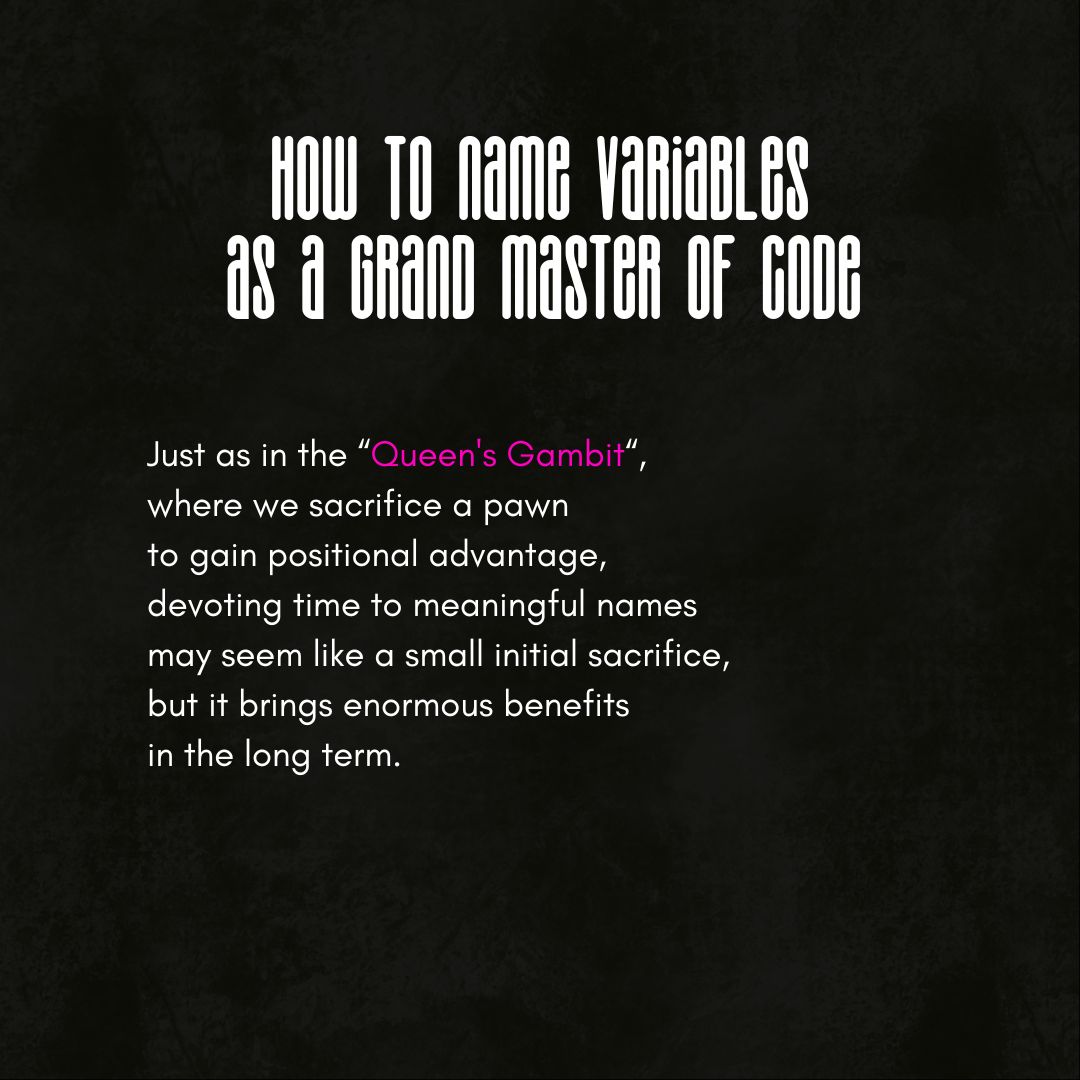 HOW TO NAME VARIABLES
AS A GRAND MASTER OF CODE
Just as in the “Queen's Gambit“,
where we sacrifice a pawn
to gain positional advantage,
devoting time to meaningful names
may seem like a small initial sacrifice,
but it brings enormous benefits
in the long term.